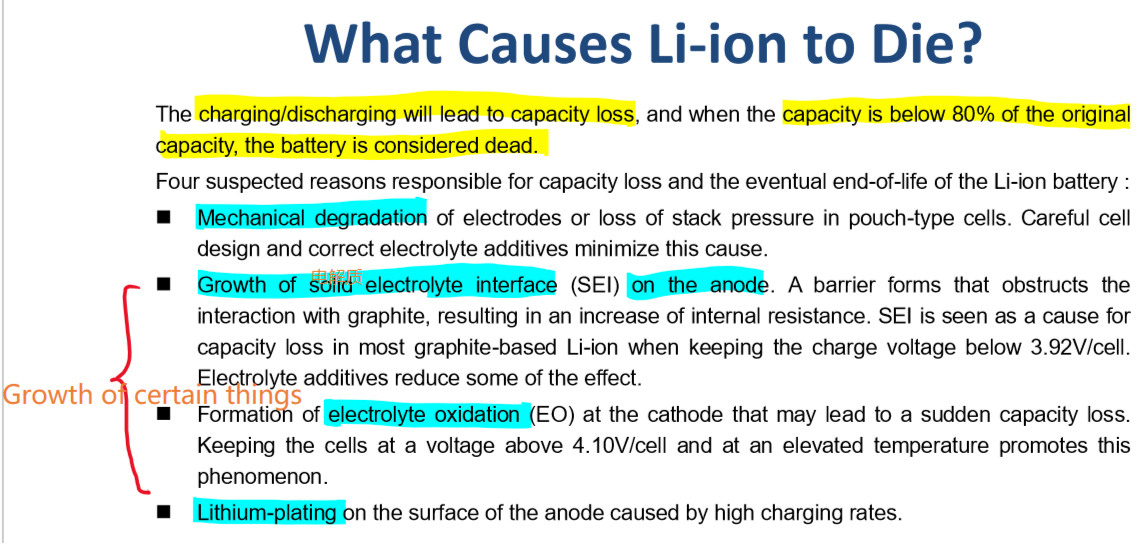 What Causes Li-ion to Die?
The charging/discharging will lead to capacity loss, and when the capacity is below 80% of the original
capacity, the battery is considered dead.
Four suspected reasons responsible for capacity loss and the eventual end-of-life of the Li-ion battery :
■ Mechanical degradation of electrodes or loss of stack pressure in pouch-type cells. Careful cell
design and correct electrolyte additives minimize this cause.
电解质
■ Growth of solid electrolyte interface (SEI) on the anode. A barrier forms that obstructs the
interaction with graphite, resulting in an increase of internal resistance. SEI is seen as a cause for
capacity loss in most graphite-based Li-ion when keeping the charge voltage below 3.92V/cell.
Electrolyte additives reduce some of the effect.
Growth of certain things
■ Formation of electrolyte oxidation (EO) at the cathode that may lead to a sudden capacity loss.
Keeping the cells at a voltage above 4.10V/cell and at an elevated temperature promotes this
phenomenon.
■ Lithium-plating on the surface of the anode caused by high charging rates.